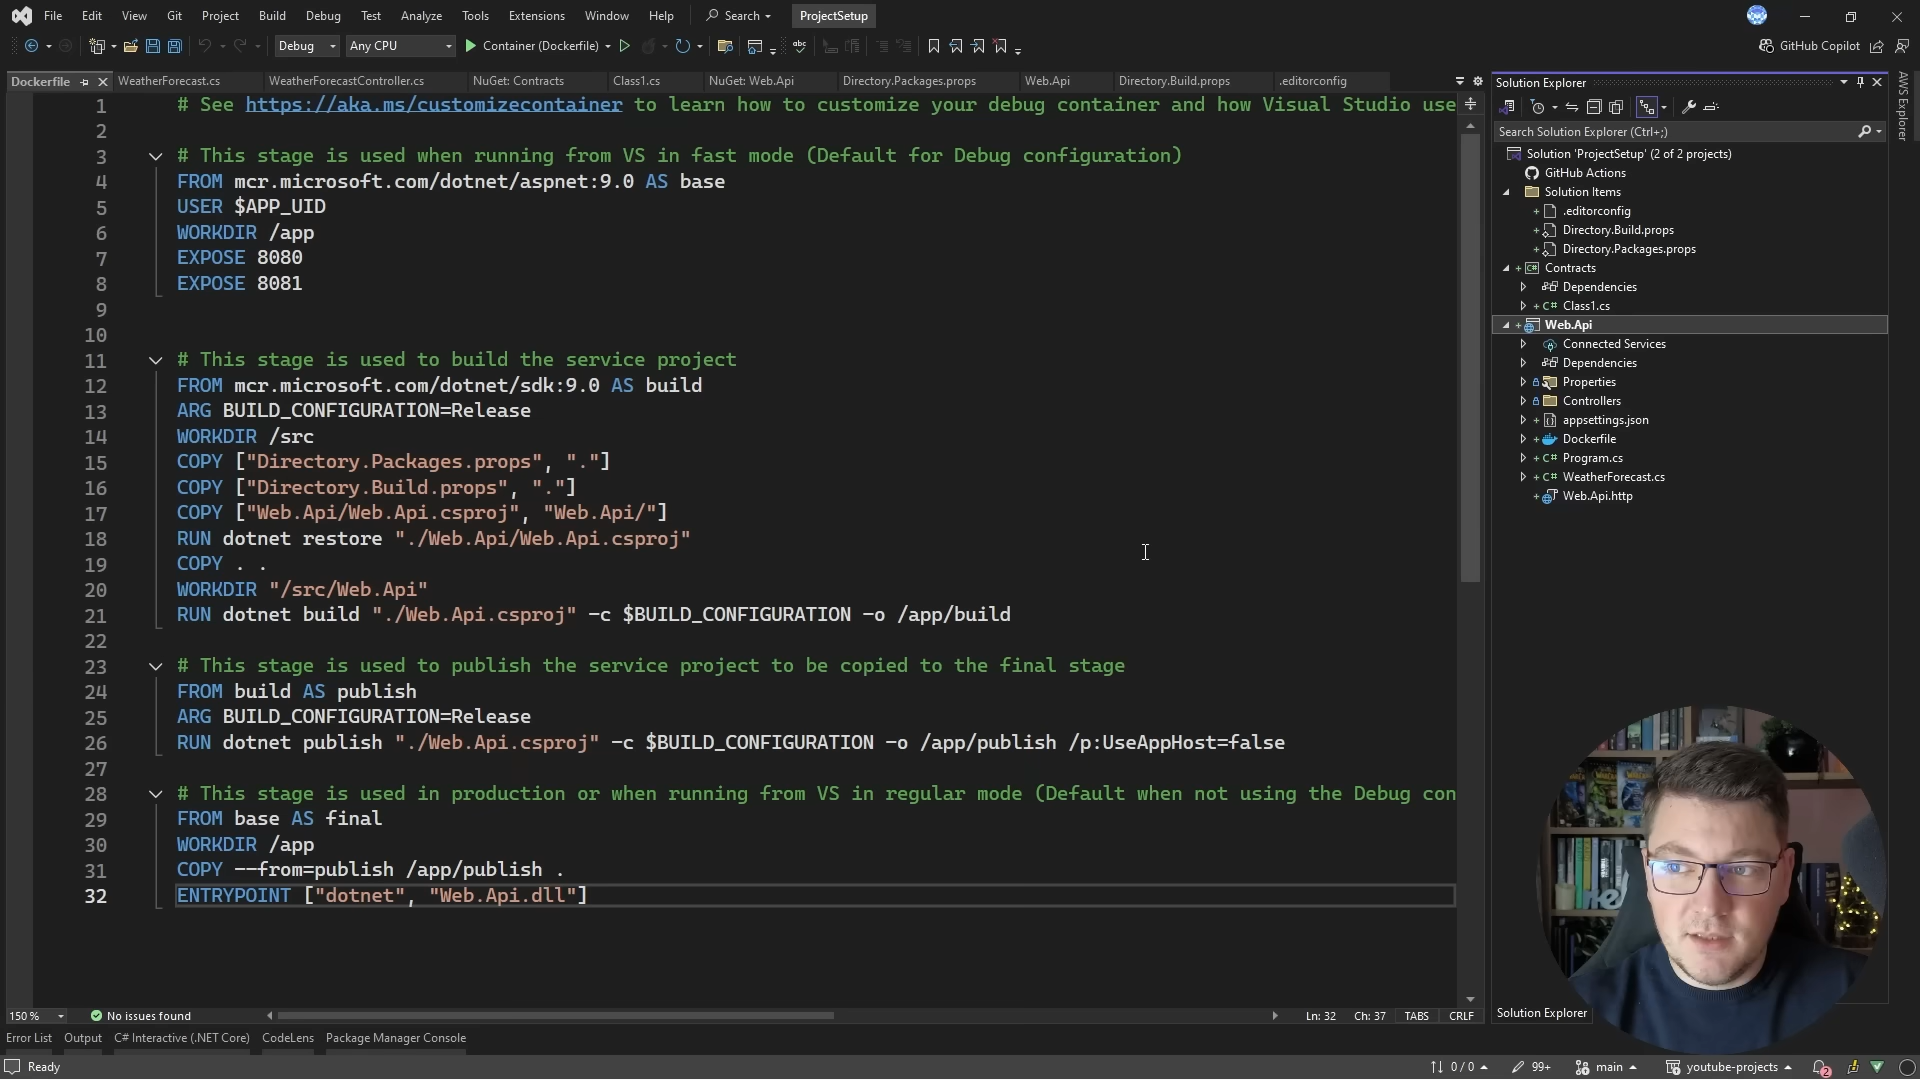 File Edit View Git Project Build Debug Test Analyze Tools Extensions Window Help Search ProjectSetup
Debug Any CPU Container (Dockerfile) GitHub Copilot
Dockerfile WeatherForecast.cs WeatherForecastController.cs NuGet: Contracts Class1.cs NuGet: Web.Api Directory.Packages.props Web.Api Directory.Build.props .editorconfig
1 # See https://aka.ms/customizecontainer to learn how to customize your debug container and how Visual Studio use
2
3 # This stage is used when running from VS in fast mode (Default for Debug configuration)
4 FROM mcr.microsoft.com/dotnet/aspnet:9.0 AS base
5 USER $APP_UID
6 WORKDIR /app
7 EXPOSE 8080
8 EXPOSE 8081
9
10
11 # This stage is used to build the service project
12 FROM mcr.microsoft.com/dotnet/sdk:9.0 AS build
13 ARG BUILD_CONFIGURATION=Release
14 WORKDIR /src
15 COPY ["Directory.Packages.props", "."]
16 COPY ["Directory.Build.props", "."]
17 COPY ["Web.Api/Web.Api.csproj", "Web.Api/"]
18 RUN dotnet restore "./Web.Api/Web.Api.csproj"
19 COPY . .
20 WORKDIR "/src/Web.Api"
21 RUN dotnet build "./Web.Api.csproj" -c $BUILD_CONFIGURATION -o /app/build
22
23 # This stage is used to publish the service project to be copied to the final stage
24 FROM build AS publish
25 ARG BUILD_CONFIGURATION=Release
26 RUN dotnet publish "./Web.Api.csproj" -c $BUILD_CONFIGURATION -o /app/publish /p:UseAppHost=false
27
28 # This stage is used in production or when running from VS in regular mode (Default when not using the Debug con
29 FROM base AS final
30 WORKDIR /app
31 COPY --from=publish /app/publish .
32 ENTRYPOINT ["dotnet", "Web.Api.dll"]
Solution Explorer
Search Solution Explorer (Ctrl+;)
Solution 'ProjectSetup' (2 of 2 projects)
GitHub Actions
Solution Items
.editorconfig
Directory.Build.props
Directory.Packages.props
Contracts
Dependencies
Class1.cs
Web.Api
Connected Services
Dependencies
Properties
Controllers
appsettings.json
Dockerfile
Program.cs
WeatherForecast.cs
Web.Api.http
AWS Explorer
150 % No issues found Ln: 32 Ch: 37 TABS CRLF
Solution Explorer
Error List Output C# Interactive (.NET Core) CodeLens Package Manager Console
Ready 0 / 0 99+ main youtube-projects 2